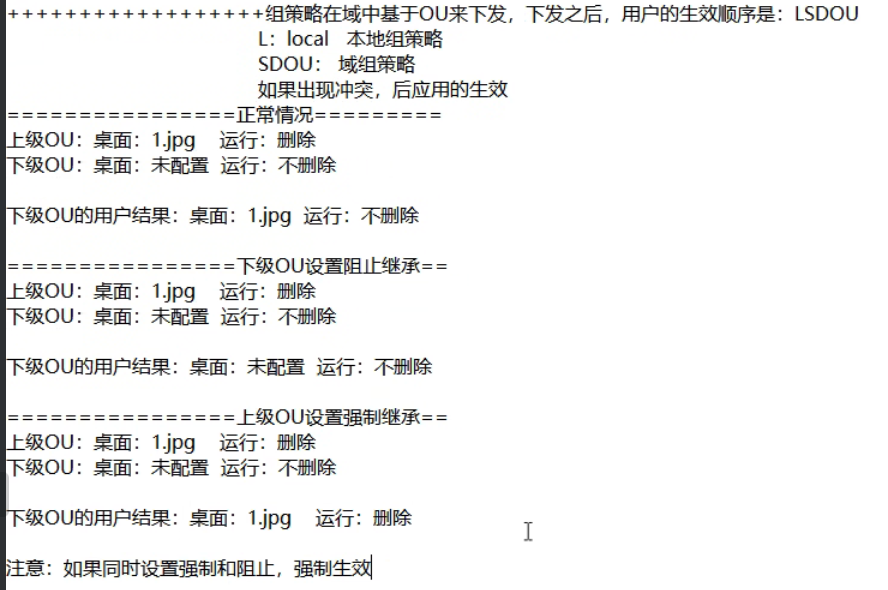 ++++++++++++++++++组策略在域中基于OU来下发，下发之后，用户的生效顺序是：LSDOU
L：local 本地组策略
SDOU： 域组策略
如果出现冲突，后应用的生效
================正常情况=========
上级OU：桌面：1.jpg 运行：删除
下级OU：桌面：未配置 运行：不删除
下级OU的用户结果：桌面：1.jpg 运行：不删除
================下级OU设置阻止继承==
上级OU：桌面：1.jpg 运行：删除
下级OU：桌面：未配置 运行：不删除
下级OU的用户结果：桌面：未配置 运行：不删除
================上级OU设置强制继承==
上级OU：桌面：1.jpg 运行：删除
下级OU：桌面：未配置 运行：不删除
下级OU的用户结果：桌面：1.jpg 运行：删除
注意：如果同时设置强制和阻止，强制生效